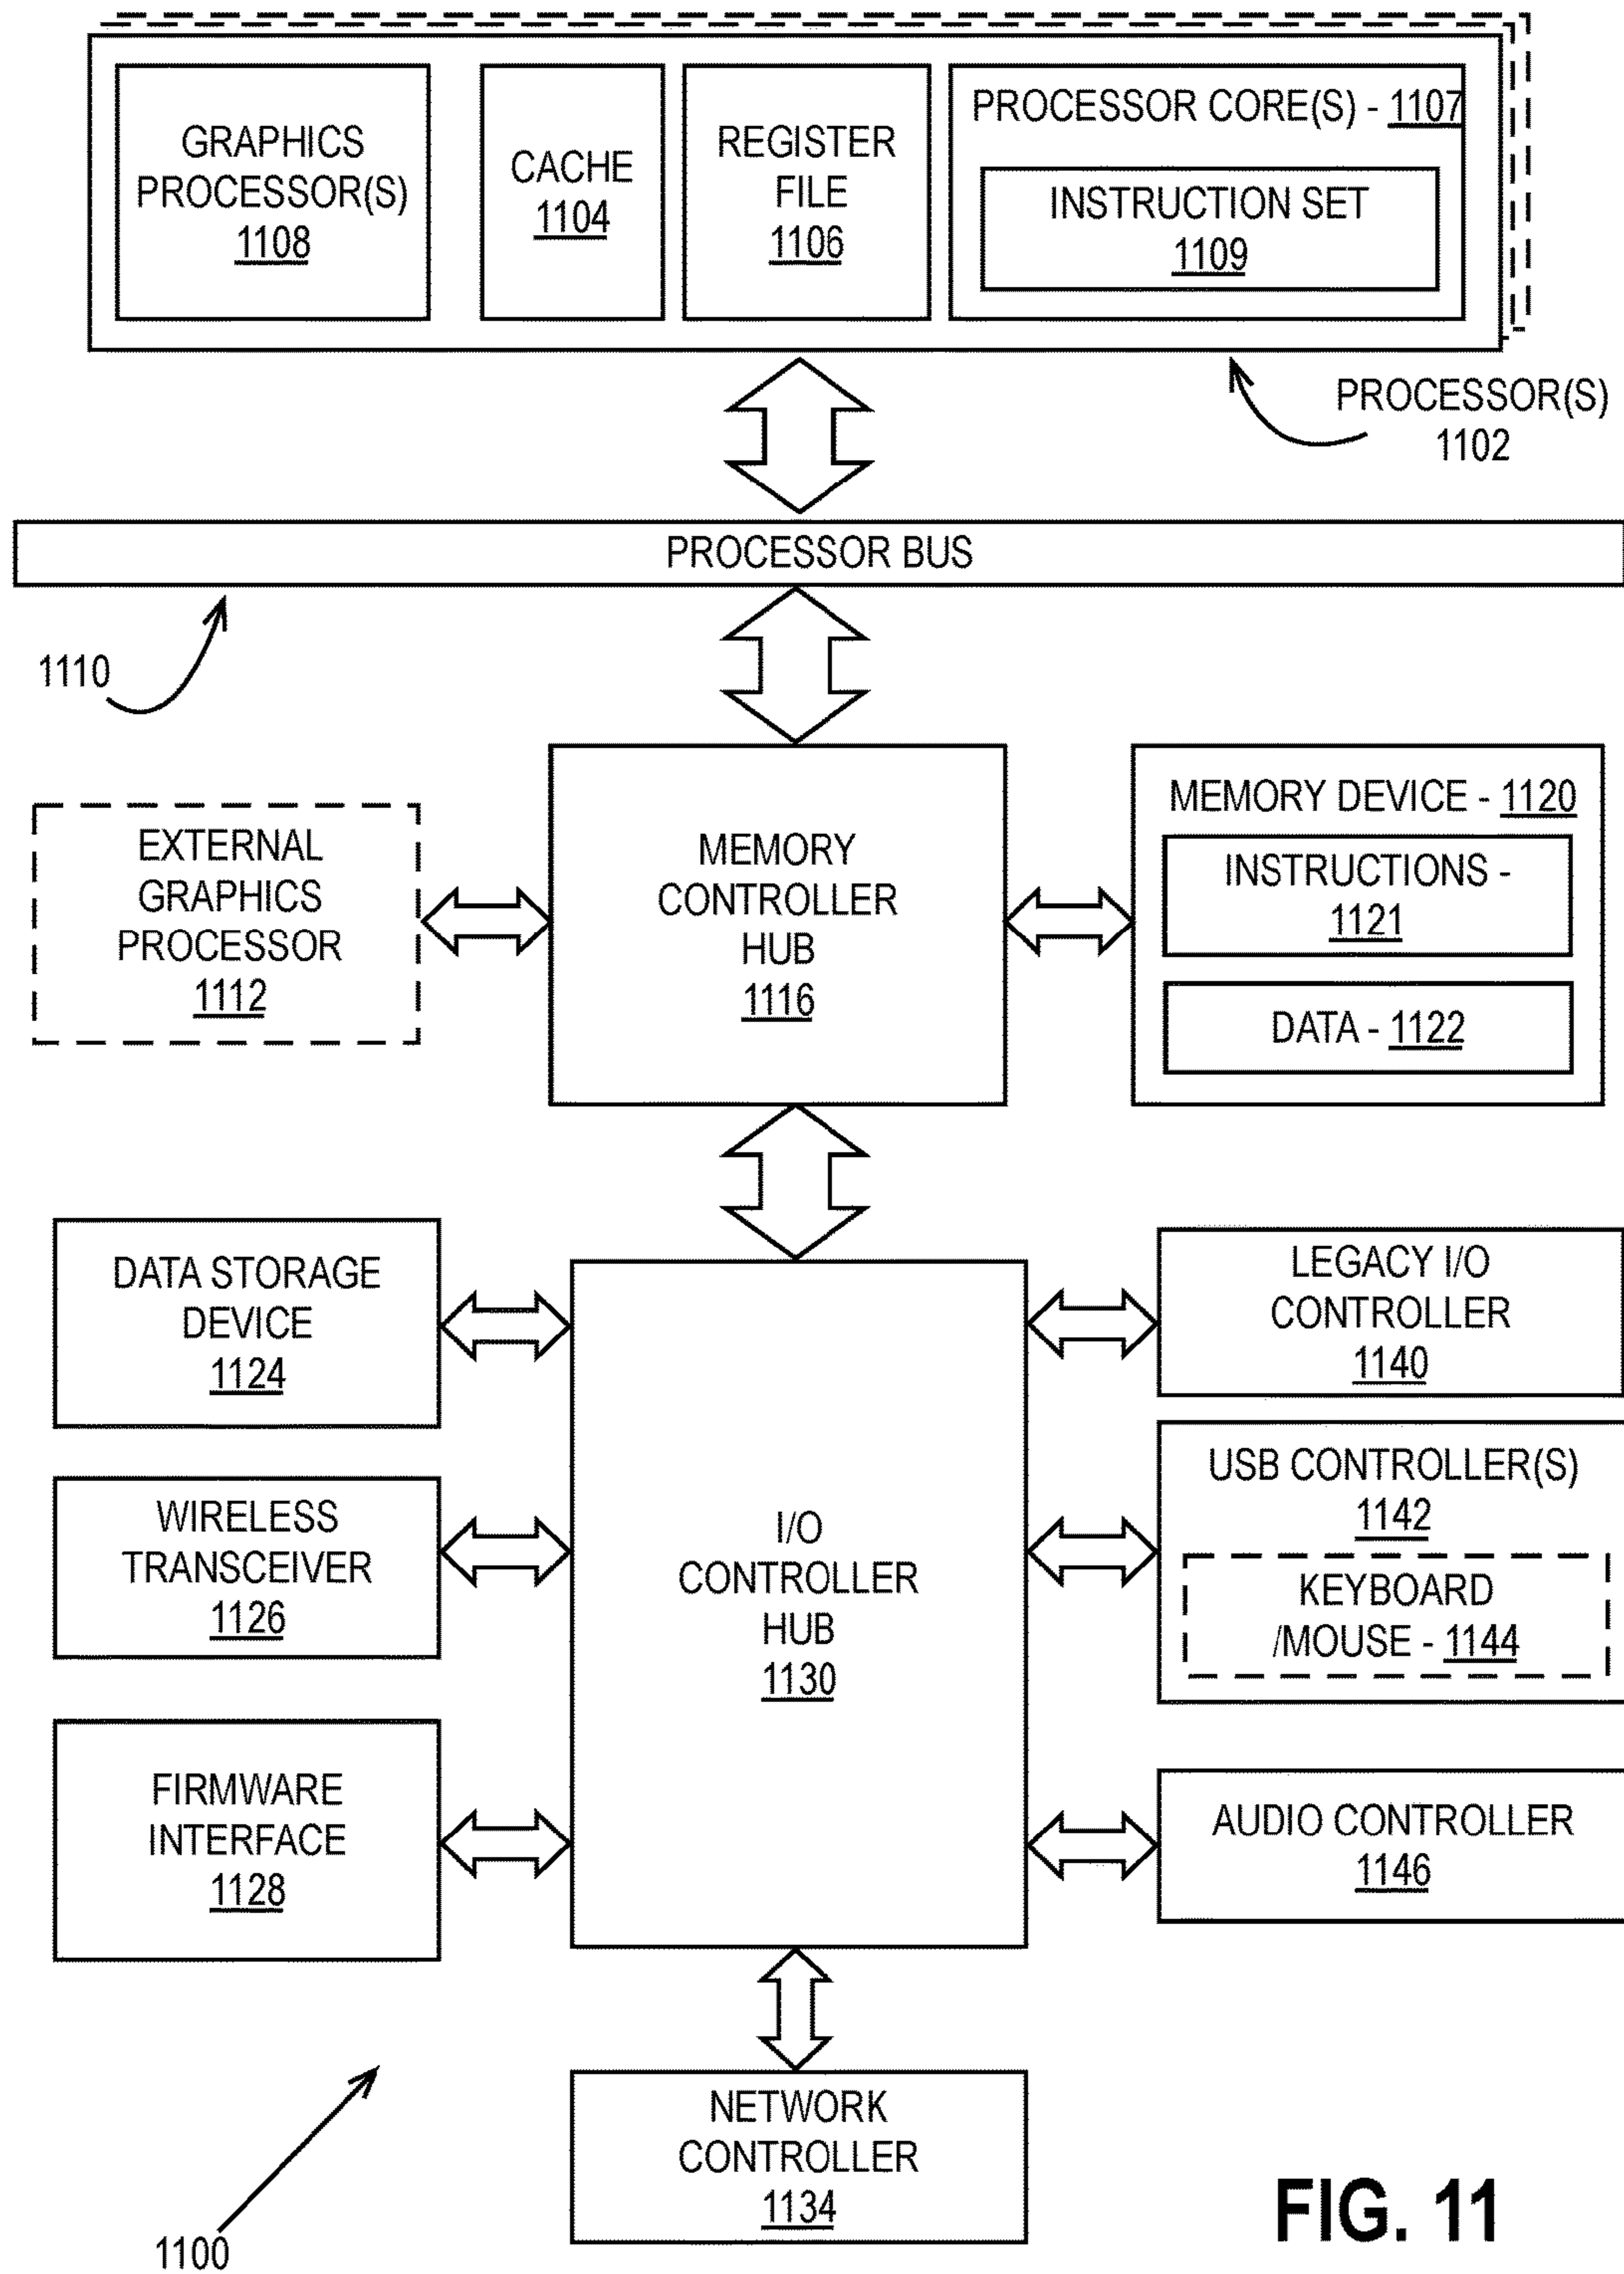 GRAPHICS
PROCESSOR(S)
1108
CACHE
1104
REGISTER
FILE
1106
PROCESSOR CORE(S) - 1107
INSTRUCTION SET
1109
PROCESSOR(S)
1102
PROCESSOR BUS
1110
EXTERNAL
GRAPHICS
PROCESSOR
1112
MEMORY
CONTROLLER
HUB
1116
MEMORY DEVICE - 1120
INSTRUCTIONS -
1121
DATA - 1122
DATA STORAGE
DEVICE
1124
WIRELESS
TRANSCEIVER
1126
FIRMWARE
INTERFACE
1128
I/O
CONTROLLER
HUB
1130
LEGACY I/O
CONTROLLER
1140
USB CONTROLLER(S)
1142
KEYBOARD
/MOUSE - 1144
AUDIO CONTROLLER
1146
NETWORK
CONTROLLER
1134
1100
FIG. 11